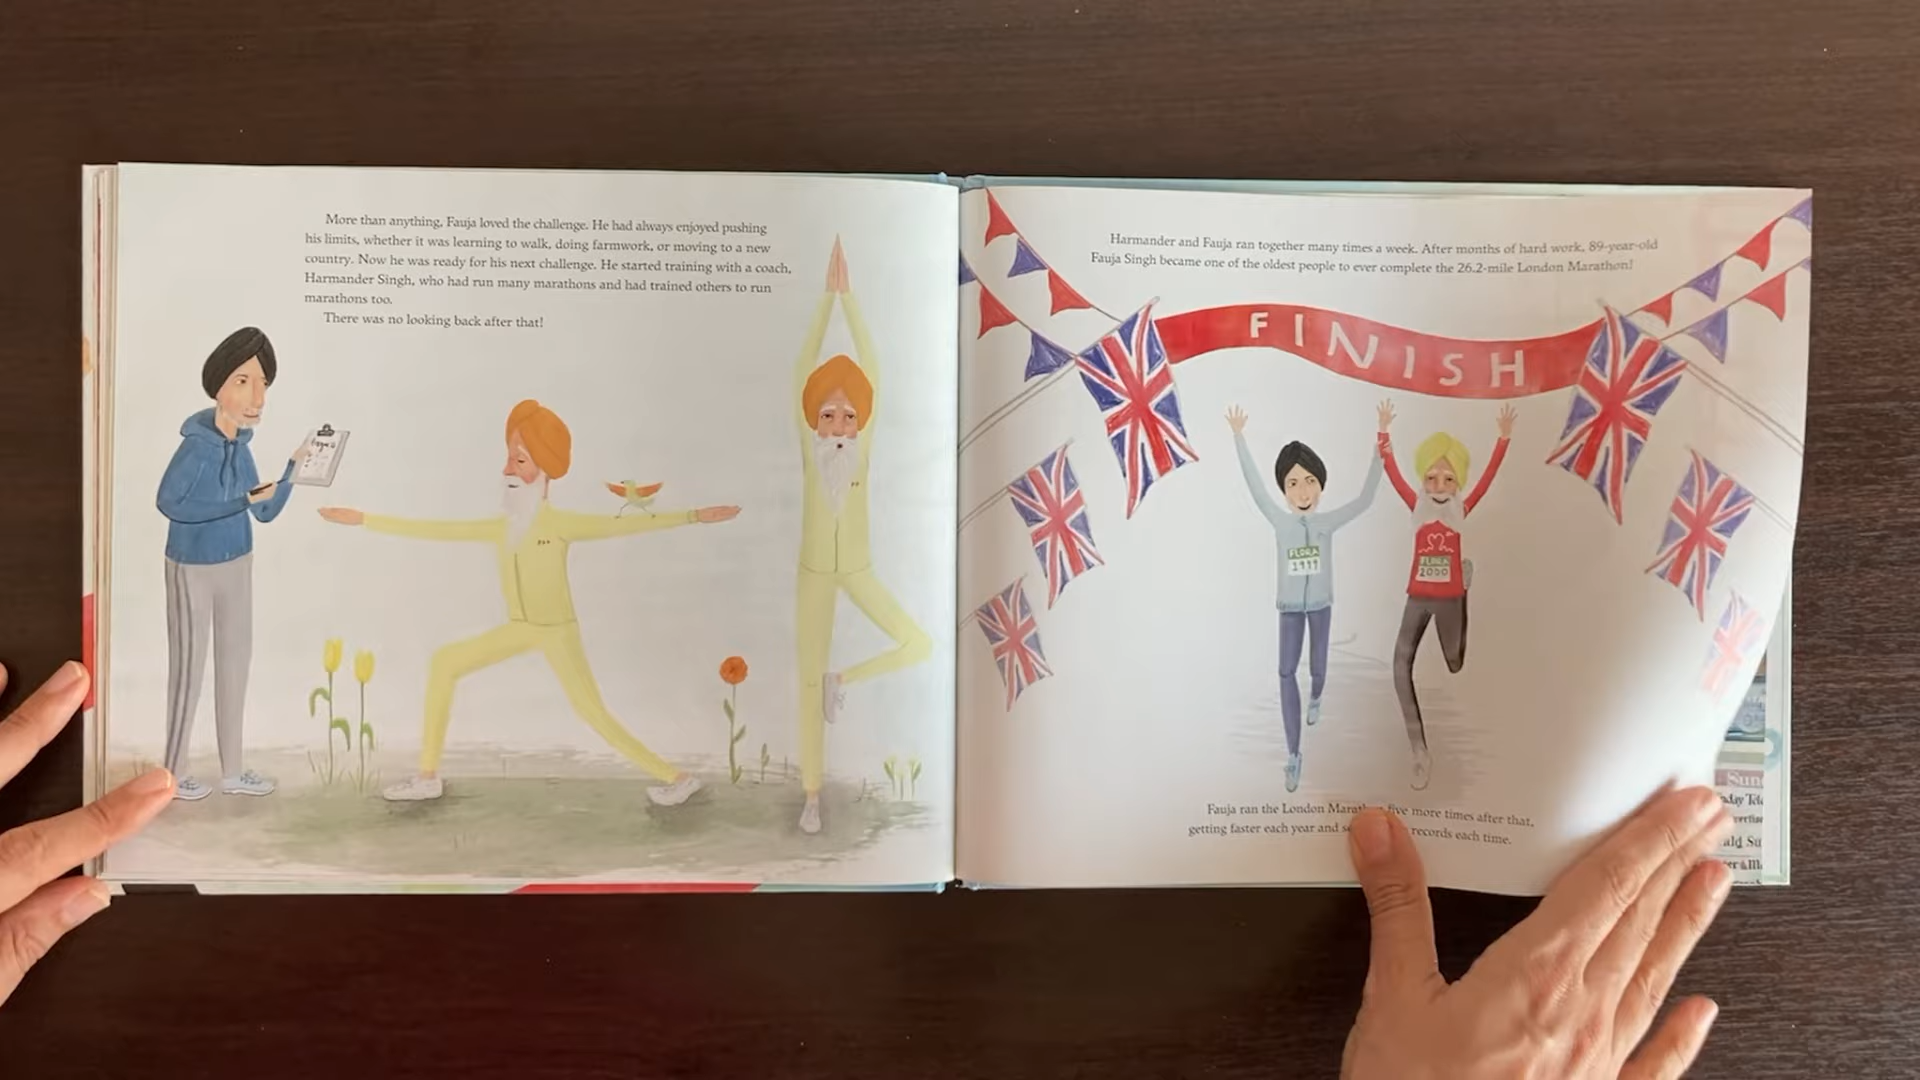 More than anything, Fauja loved the challenge. He had always enjoyed pushing
his limits, whether it was learning to walk, doing farmwork, or moving to a new
country. Now he was ready for his next challenge. He started training with a coach,
Harmander Singh, who had run many marathons and had trained others to run
marathons too.
There was no looking back after that!
Harmander and Fauja ran together many times a week. After months of hard work, 89-year-old
Fauja Singh became one of the oldest people to ever complete the 26.2-mile London Marathon!
FINISH
FLORA
1999
FLORA
2000
Fauja ran the London five more times after that,
getting faster each year and records each time.